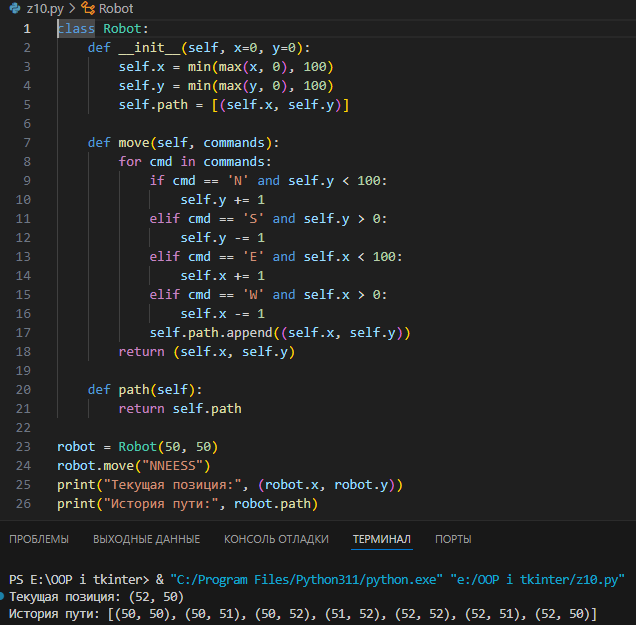 z10.py > Robot
1 class Robot:
2     def __init__(self, x=0, y=0):
3         self.x = min(max(x, 0), 100)
4         self.y = min(max(y, 0), 100)
5         self.path = [(self.x, self.y)]
6
7     def move(self, commands):
8         for cmd in commands:
9             if cmd == 'N' and self.y < 100:
10                 self.y += 1
11             elif cmd == 'S' and self.y > 0:
12                 self.y -= 1
13             elif cmd == 'E' and self.x < 100:
14                 self.x += 1
15             elif cmd == 'W' and self.x > 0:
16                 self.x -= 1
17             self.path.append((self.x, self.y))
18         return (self.x, self.y)
19
20     def path(self):
21         return self.path
22
23 robot = Robot(50, 50)
24 robot.move("NNEESS")
25 print("Текущая позиция:", (robot.x, robot.y))
26 print("История пути:", robot.path)
ПРОБЛЕМЫ ВЫХОДНЫЕ ДАННЫЕ КОНСОЛЬ ОТЛАДКИ ТЕРМИНАЛ ПОРТЫ
PS E:\OOP i tkinter> & "C:/Program Files/Python311/python.exe" "e:/OOP i tkinter/z10.py"
Текущая позиция: (52, 50)
История пути: [(50, 50), (50, 51), (50, 52), (51, 52), (52, 52), (52, 51), (52, 50)]